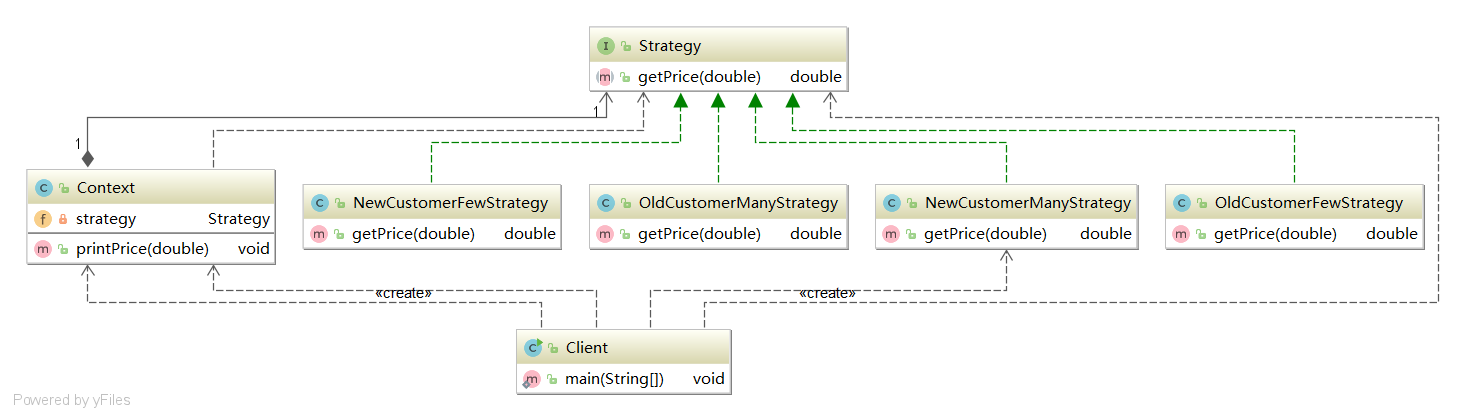 I Strategy
m getPrice(double) double
1
1
C Context
f strategy Strategy
m printPrice(double) void
C NewCustomerFewStrategy
m getPrice(double) double
C OldCustomerManyStrategy
m getPrice(double) double
C NewCustomerManyStrategy
m getPrice(double) double
C OldCustomerFewStrategy
m getPrice(double) double
«create»
«create»
C Client
m main(String[]) void
Powered by yFiles